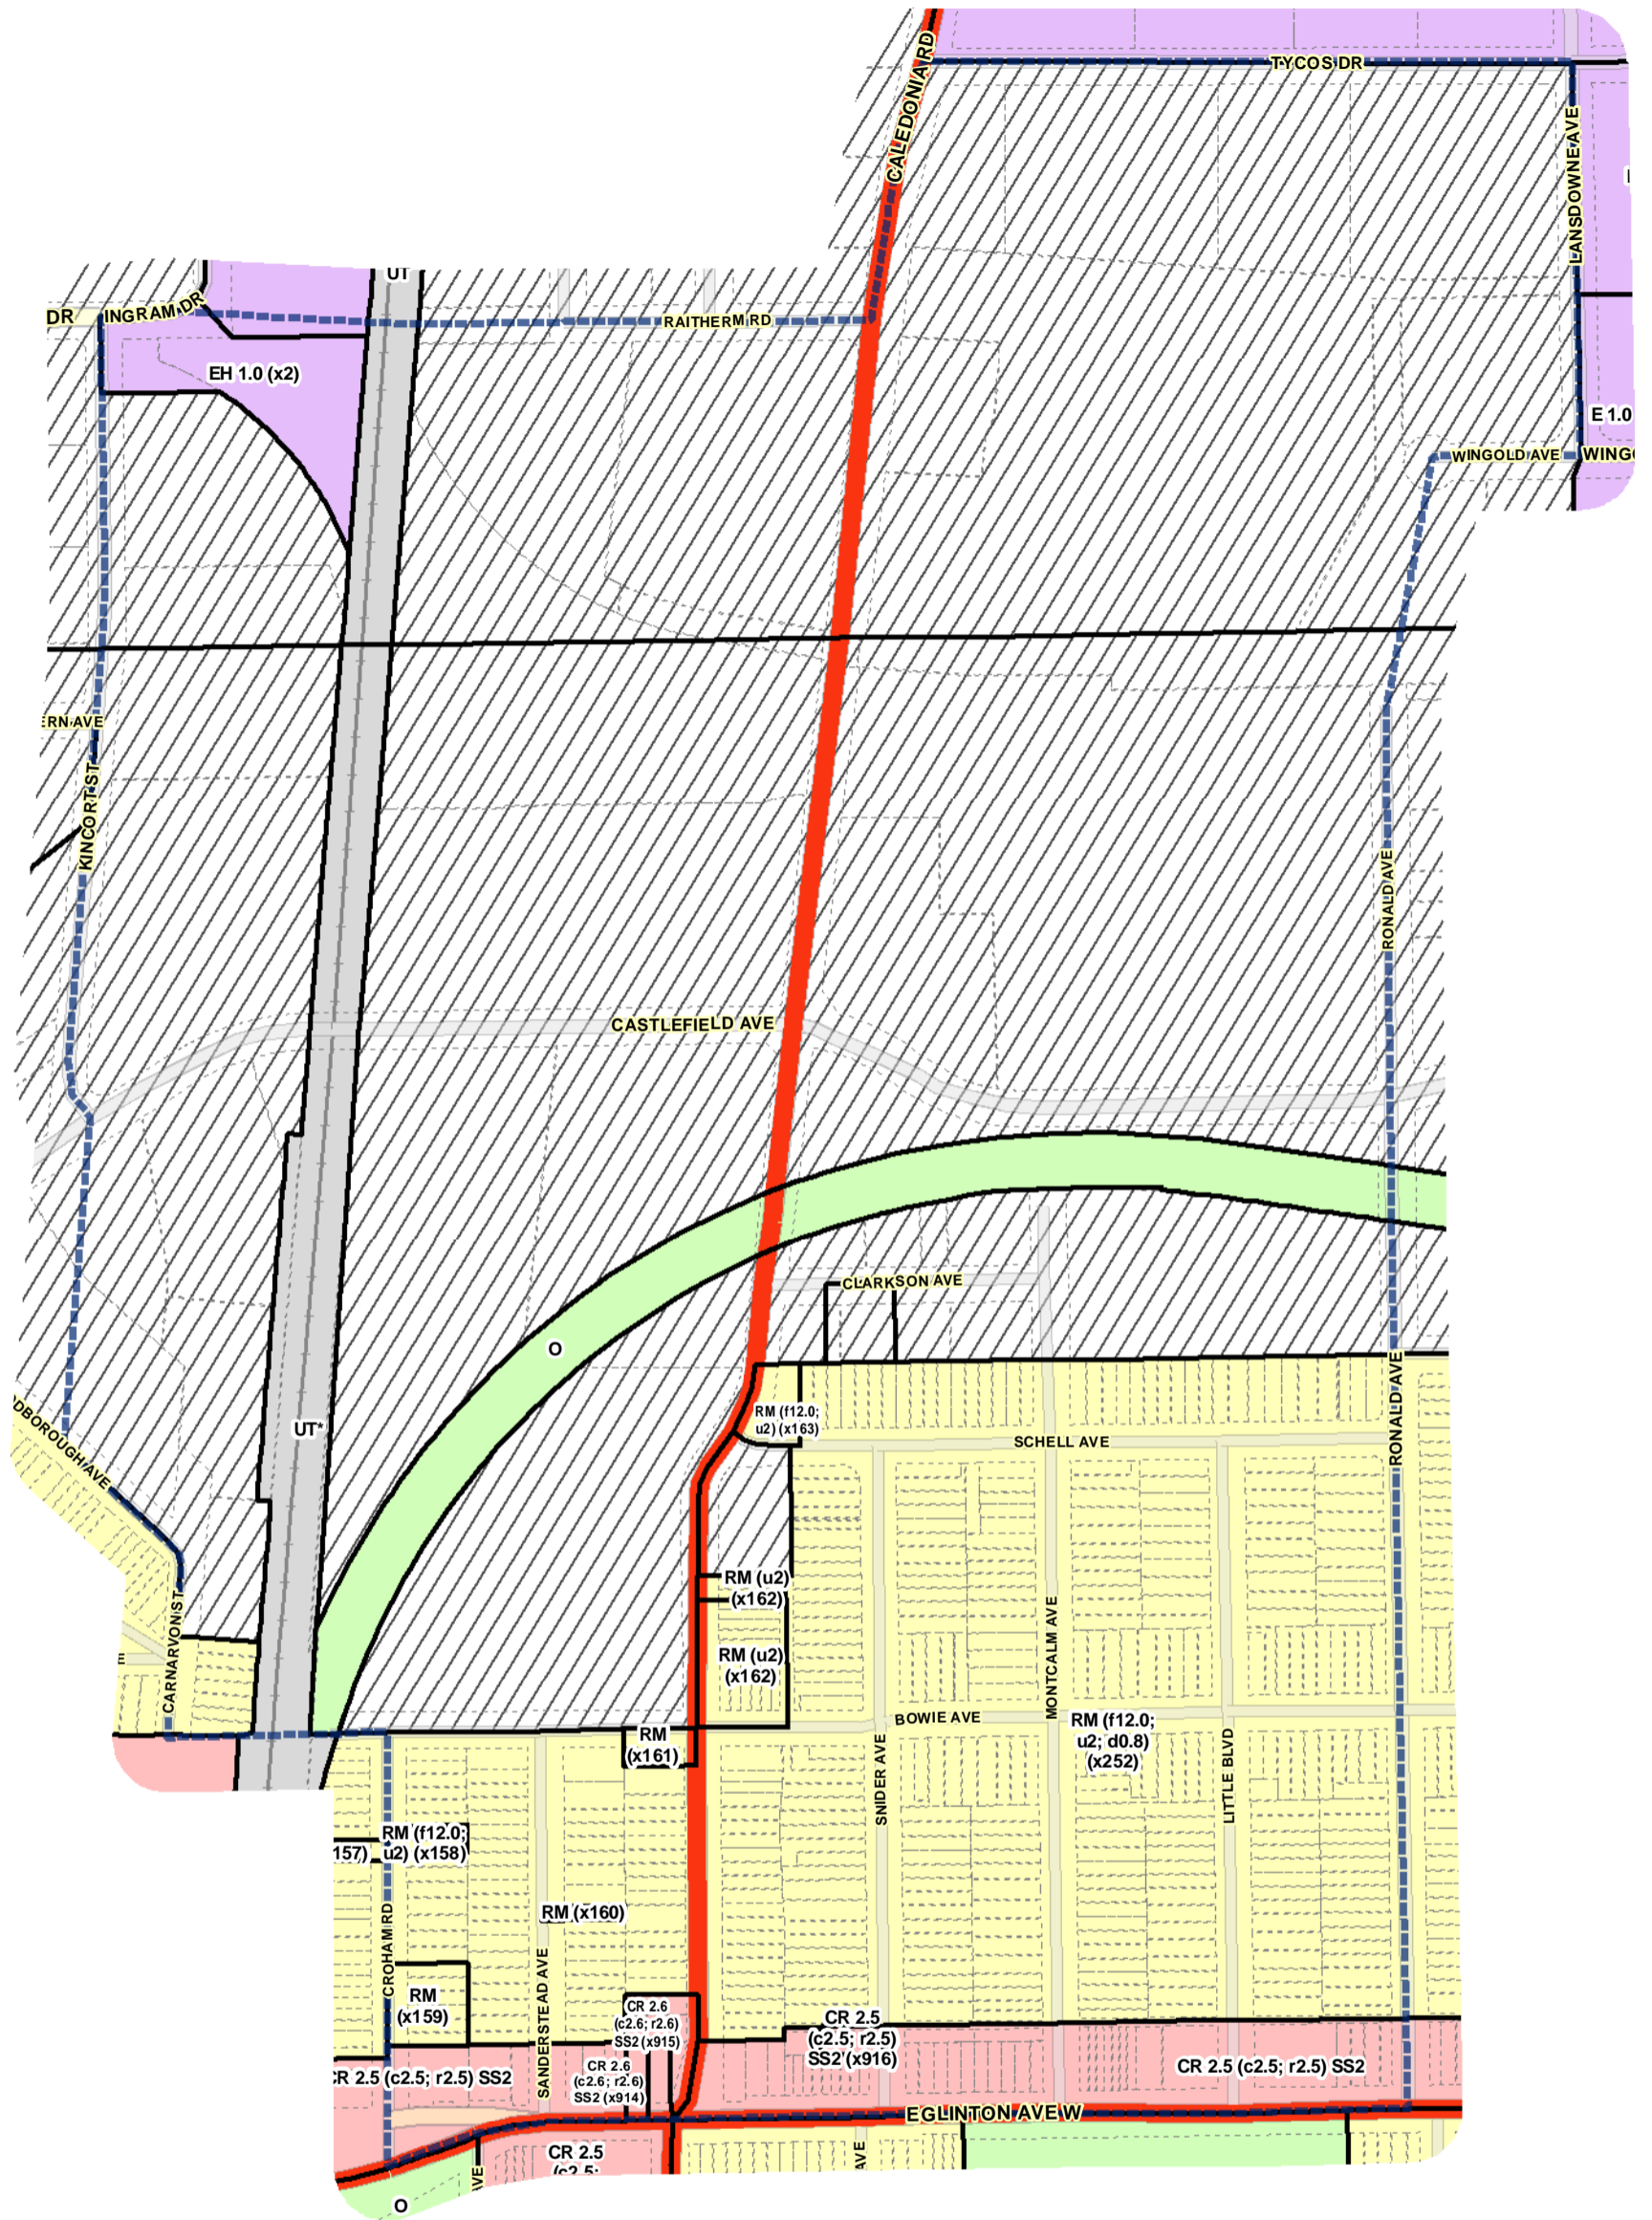 CALEDONIA RD
TYCOS DR
LANSDOWNE AVE
UT
DR
INGRAM DR
RAITHERM RD
EH 1.0 (x2)
E 1.0
WINGOLD AVE
WING
ERN AVE
KINCORT ST
RONALD AVE
CASTLEFIELD AVE
CLARKSON AVE
O
UT*
RM (f12.0;
u2) (x163)
SCHELL AVE
RONALD AVE
DBOROUGH AVE
RM (u2)
(x162)
CARNARVON ST
E
RM (u2)
(x162)
MONTCALM AVE
BOWIE AVE
RM
(x161)
RM (f12.0;
u2; d0.8)
(x252)
SNIDER AVE
LITTLE BLVD
RM (f12.0;
157) u2) (x158)
RM (x160)
CROHAM RD
SANDERSTEAD AVE
RM
(x159)
CR 2.6
(c2.6; r2.6)
SS2 (x915)
CR 2.5
(c2.5; r2.5)
SS2 (x916)
CR 2.6
(c2.6; r2.6)
SS2 (x914)
CR 2.5 (c2.5; r2.5) SS2
CR 2.5 (c2.5; r2.5) SS2
EGLINTON AVE W
CR 2.5
(c2.5;
VE
AVE
O